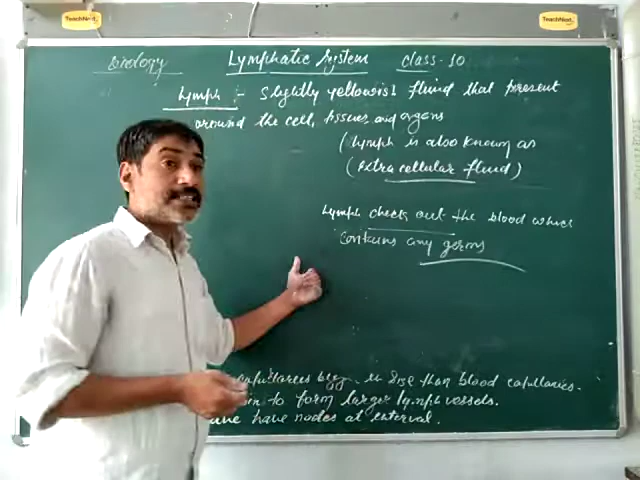 TeachNext
TeachNext
Biology Lymphatic System class-10
Lymph :- Slightly yellowish fluid that present
around the cell, tissues and organs
(Lymph is also known as
(extra cellular fluid)
Lymph check out the blood which
contains any germs
capillaries bigg in size than blood capillaries.
to form larger lymph vessels.
have nodes at interval.